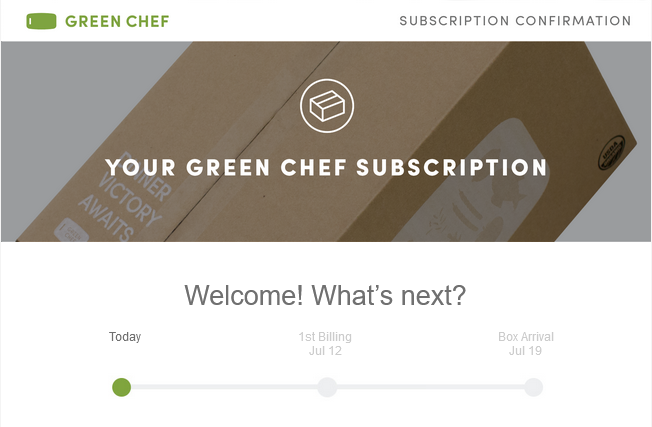 GREEN CHEF
SUBSCRIPTION CONFIRMATION
YOUR GREEN CHEF SUBSCRIPTION
DINNER
VICTORY
AWAITS
USDA
Welcome! What's next?
Today
1st Billing
Jul 12
Box Arrival
Jul 19